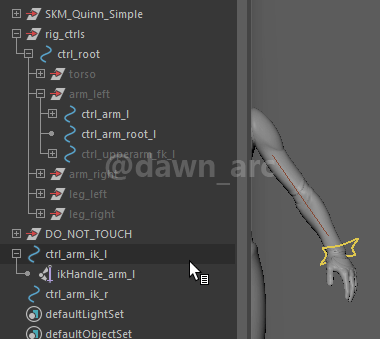 SKM_Quinn_Simple
rig_ctrls
ctrl_root
torso
arm_left
ctrl_arm_l
ctrl_arm_root_l
ctrl_upperarm_fk_l
@dawn_arc
arm_right
leg_left
leg_right
DO_NOT_TOUCH
ctrl_arm_ik_l
ikHandle_arm_l
ctrl_arm_ik_r
defaultLightSet
defaultObjectSet